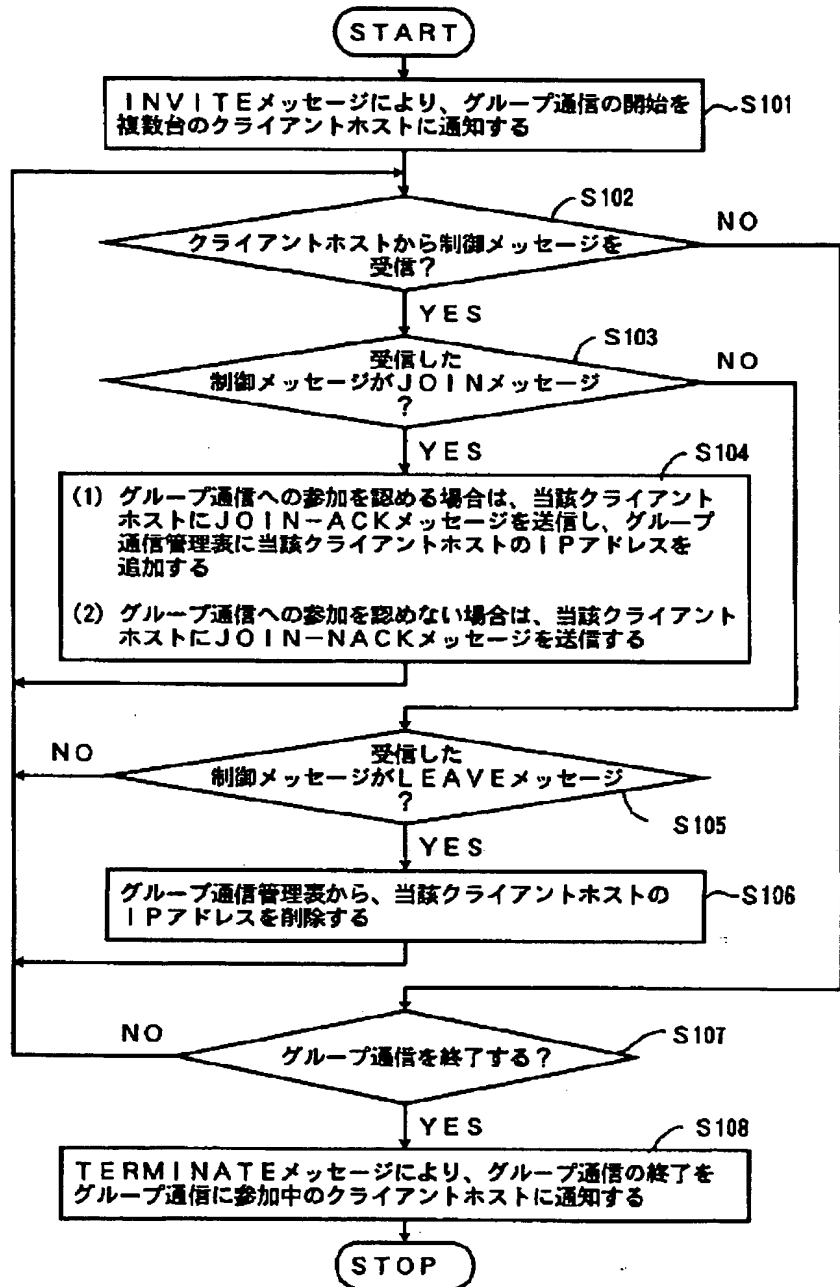 START
INVITEメッセージにより、グループ通信の開始を
複数台のクライアントホストに通知する
S101
S102
NO
クライアントホストから制御メッセージを
受信?
YES
S103
NO
受信した
制御メッセージがJOINメッセージ
?
YES
S104
(1) グループ通信への参加を認める場合は、当該クライアント
ホストにJOIN-ACKメッセージを送信し、グループ
通信管理表に当該クライアントホストのIPアドレスを
追加する
(2) グループ通信への参加を認めない場合は、当該クライアント
ホストにJOIN-NACKメッセージを送信する
NO
受信した
制御メッセージがLEAVEメッセージ
?
S105
YES
グループ通信管理表から、当該クライアントホストの
IPアドレスを削除する
S106
NO
S107
グループ通信を終了する?
YES
S108
TERMINATEメッセージにより、グループ通信の終了を
グループ通信に参加中のクライアントホストに通知する
STOP